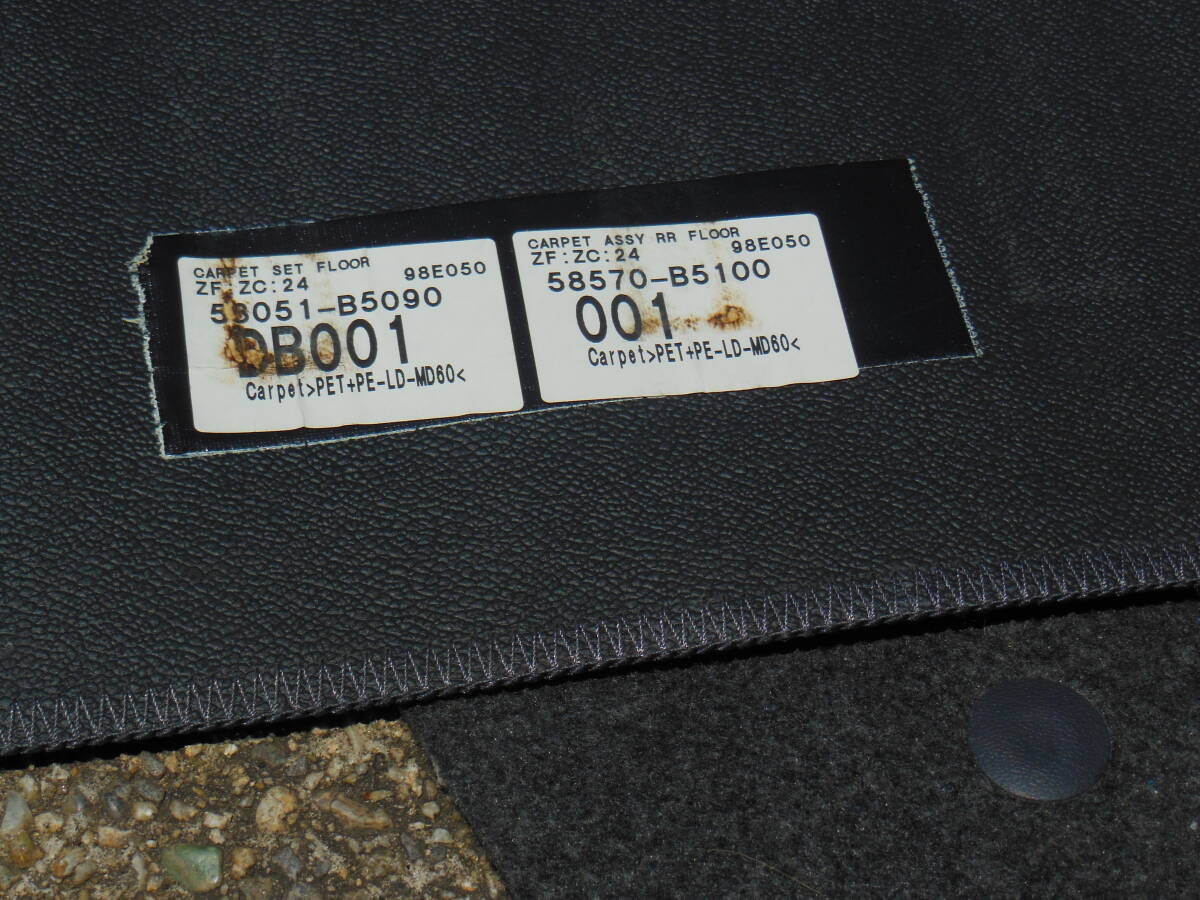 CARPET SET FLOOR
ZF:ZC:24 98E050
58051-B5090
DB001
Carpet>PET+PE-LD-MD60<
CARPET ASSY RR FLOOR
ZF:ZC:24 98E050
58570-B5100
001
Carpet>PET+PE-LD-MD60<